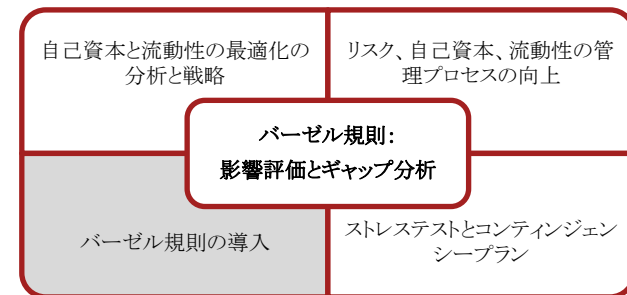 自己資本と流動性の最適化の
分析と戦略
リスク、自己資本、流動性の管
理プロセスの向上
バーゼル規則：
影響評価とギャップ分析
バーゼル規則の導入
ストレステストとコンティンジェン
シープラン